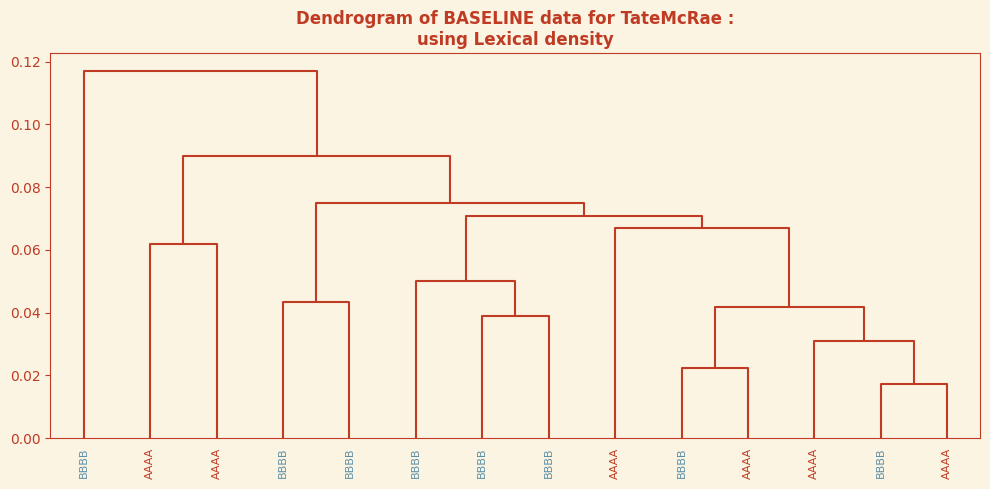 Dendrogram of BASELINE data for TateMcRae :
using Lexical density
0.12
0.10
0.08
0.06
0.04
0.02
0.00
BBBB AAAA AAAA BBBB BBBB BBBB BBBB BBBB AAAA BBBB AAAA AAAA BBBB AAAA